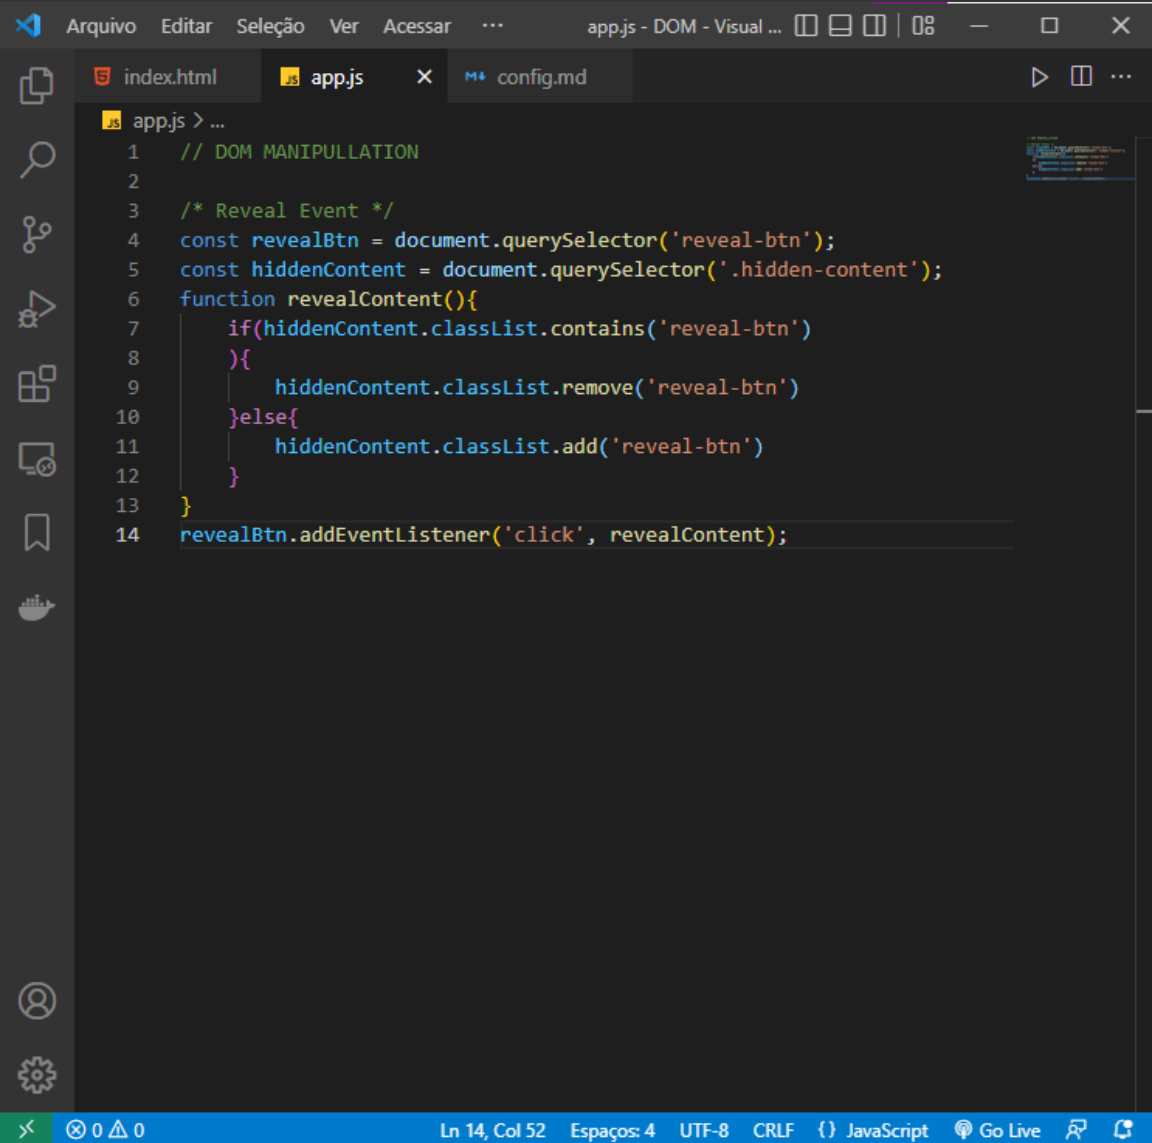 Arquivo Editar Seleção Ver Acessar ··· app.js - DOM - Visual ...
index.html app.js config.md
JS app.js > ...
1 // DOM MANIPULLATION
2
3 /* Reveal Event */
4 const revealBtn = document.querySelector('reveal-btn');
5 const hiddenContent = document.querySelector('.hidden-content');
6 function revealContent(){
7 if(hiddenContent.classList.contains('reveal-btn')
8 ){
9 hiddenContent.classList.remove('reveal-btn')
10 }else{
11 hiddenContent.classList.add('reveal-btn')
12 }
13 }
14 revealBtn.addEventListener('click', revealContent);
0 0 Ln 14, Col 52 Espaços: 4 UTF-8 CRLF {} JavaScript Go Live